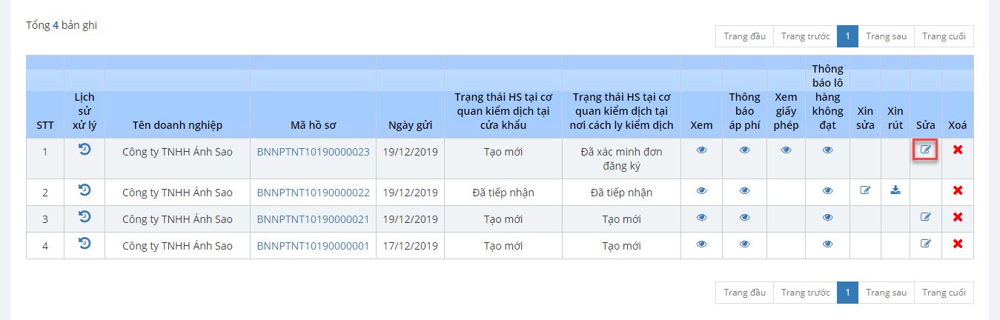 Tổng 4 bản ghi
Trang đầu Trang trước 1 Trang sau Trang cuối
STT Lịch sử xử lý Tên doanh nghiệp Mã hồ sơ Ngày gửi Trạng thái HS tại cơ quan kiểm dịch tại cửa khẩu Trạng thái HS tại cơ quan kiểm dịch tại nơi cách ly kiểm dịch Xem Thông báo áp phí Xem giấy phép Thông báo lô hàng không đạt Xin sửa Xin rút Sửa Xoá
1 Công ty TNHH Ánh Sao BNNPTNT10190000023 19/12/2019 Tạo mới Đã xác minh đơn đăng ký
2 Công ty TNHH Ánh Sao BNNPTNT10190000022 19/12/2019 Đã tiếp nhận Đã tiếp nhận
3 Công ty TNHH Ánh Sao BNNPTNT10190000021 19/12/2019 Tạo mới Tạo mới
4 Công ty TNHH Ánh Sao BNNPTNT10190000001 17/12/2019 Tạo mới Tạo mới
Trang đầu Trang trước 1 Trang sau Trang cuối